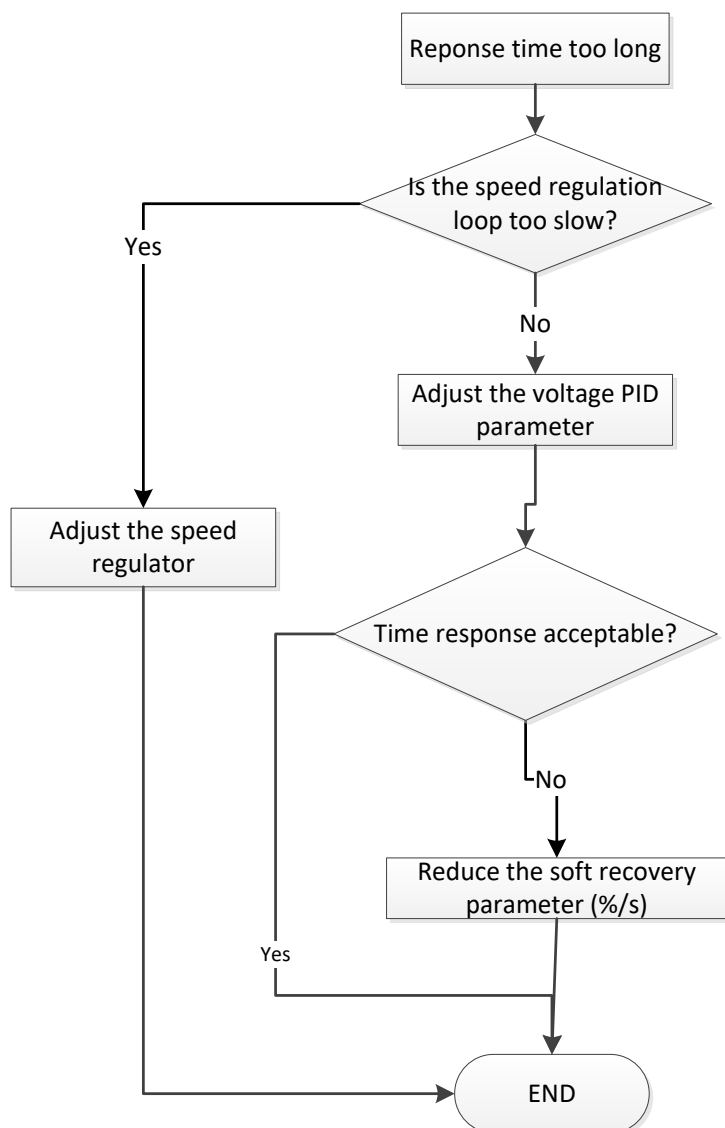 Reponse time too long
Is the speed regulation
loop too slow?
Yes
No
Adjust the voltage PID
parameter
Adjust the speed
regulator
Time response acceptable?
No
Reduce the soft recovery
parameter (%/s)
Yes
END